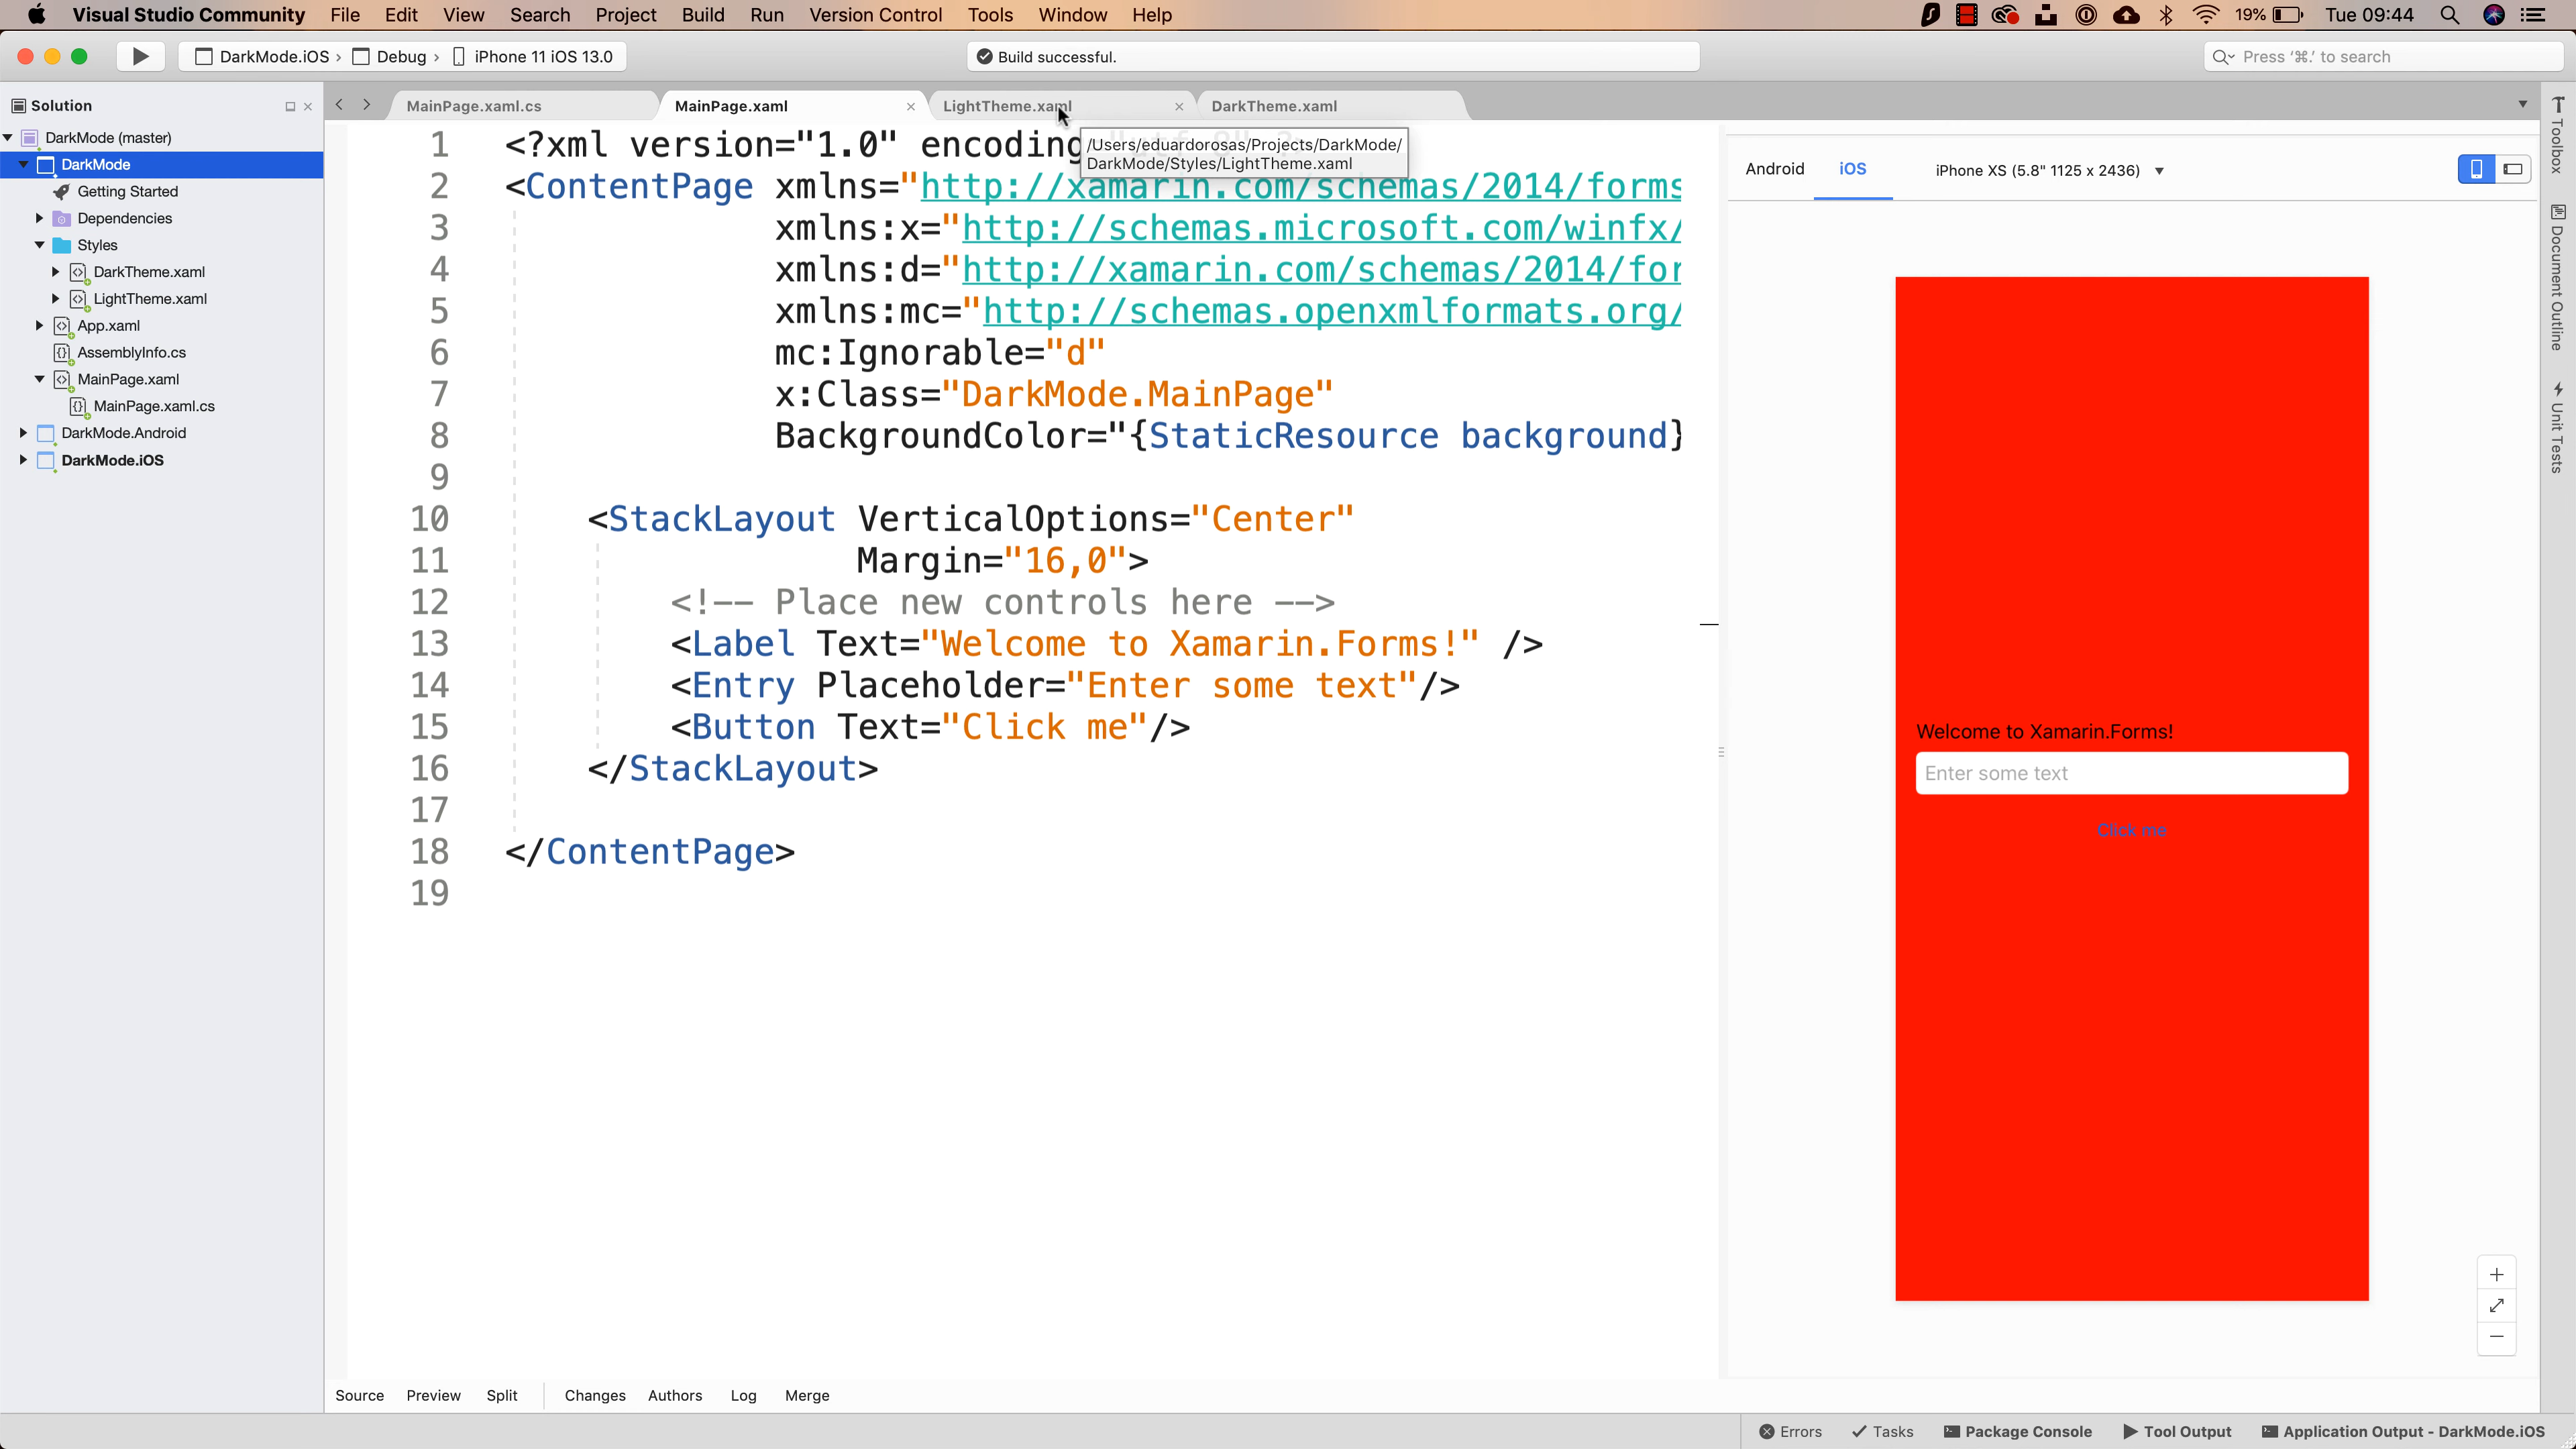 Visual Studio Community File Edit View Search Project Build Run Version Control Tools Window Help 19% Tue 09:44
DarkMode.iOS › Debug › iPhone 11 iOS 13.0
Build successful.
Press ‘⌘.’ to search
Solution
DarkMode (master)
DarkMode
Getting Started
Dependencies
Styles
DarkTheme.xaml
LightTheme.xaml
App.xaml
AssemblyInfo.cs
MainPage.xaml
MainPage.xaml.cs
DarkMode.Android
DarkMode.iOS
MainPage.xaml.cs MainPage.xaml LightTheme.xaml DarkTheme.xaml
/Users/eduardorosas/Projects/DarkMode/
DarkMode/Styles/LightTheme.xaml
1 <?xml version="1.0" encoding
2 <ContentPage xmlns="http://xamarin.com/schemas/2014/forms
3 xmlns:x="http://schemas.microsoft.com/winfx/
4 xmlns:d="http://xamarin.com/schemas/2014/for
5 xmlns:mc="http://schemas.openxmlformats.org/
6 mc:Ignorable="d"
7 x:Class="DarkMode.MainPage"
8 BackgroundColor="{StaticResource background}
9
10 <StackLayout VerticalOptions="Center"
11 Margin="16,0">
12 <!-- Place new controls here -->
13 <Label Text="Welcome to Xamarin.Forms!" />
14 <Entry Placeholder="Enter some text"/>
15 <Button Text="Click me"/>
16 </StackLayout>
17
18 </ContentPage>
19
Android iOS iPhone XS (5.8" 1125 x 2436)
Welcome to Xamarin.Forms!
Enter some text
Click me
Toolbox
Document Outline
Unit Tests
Source Preview Split Changes Authors Log Merge
Errors Tasks Package Console Tool Output Application Output - DarkMode.iOS